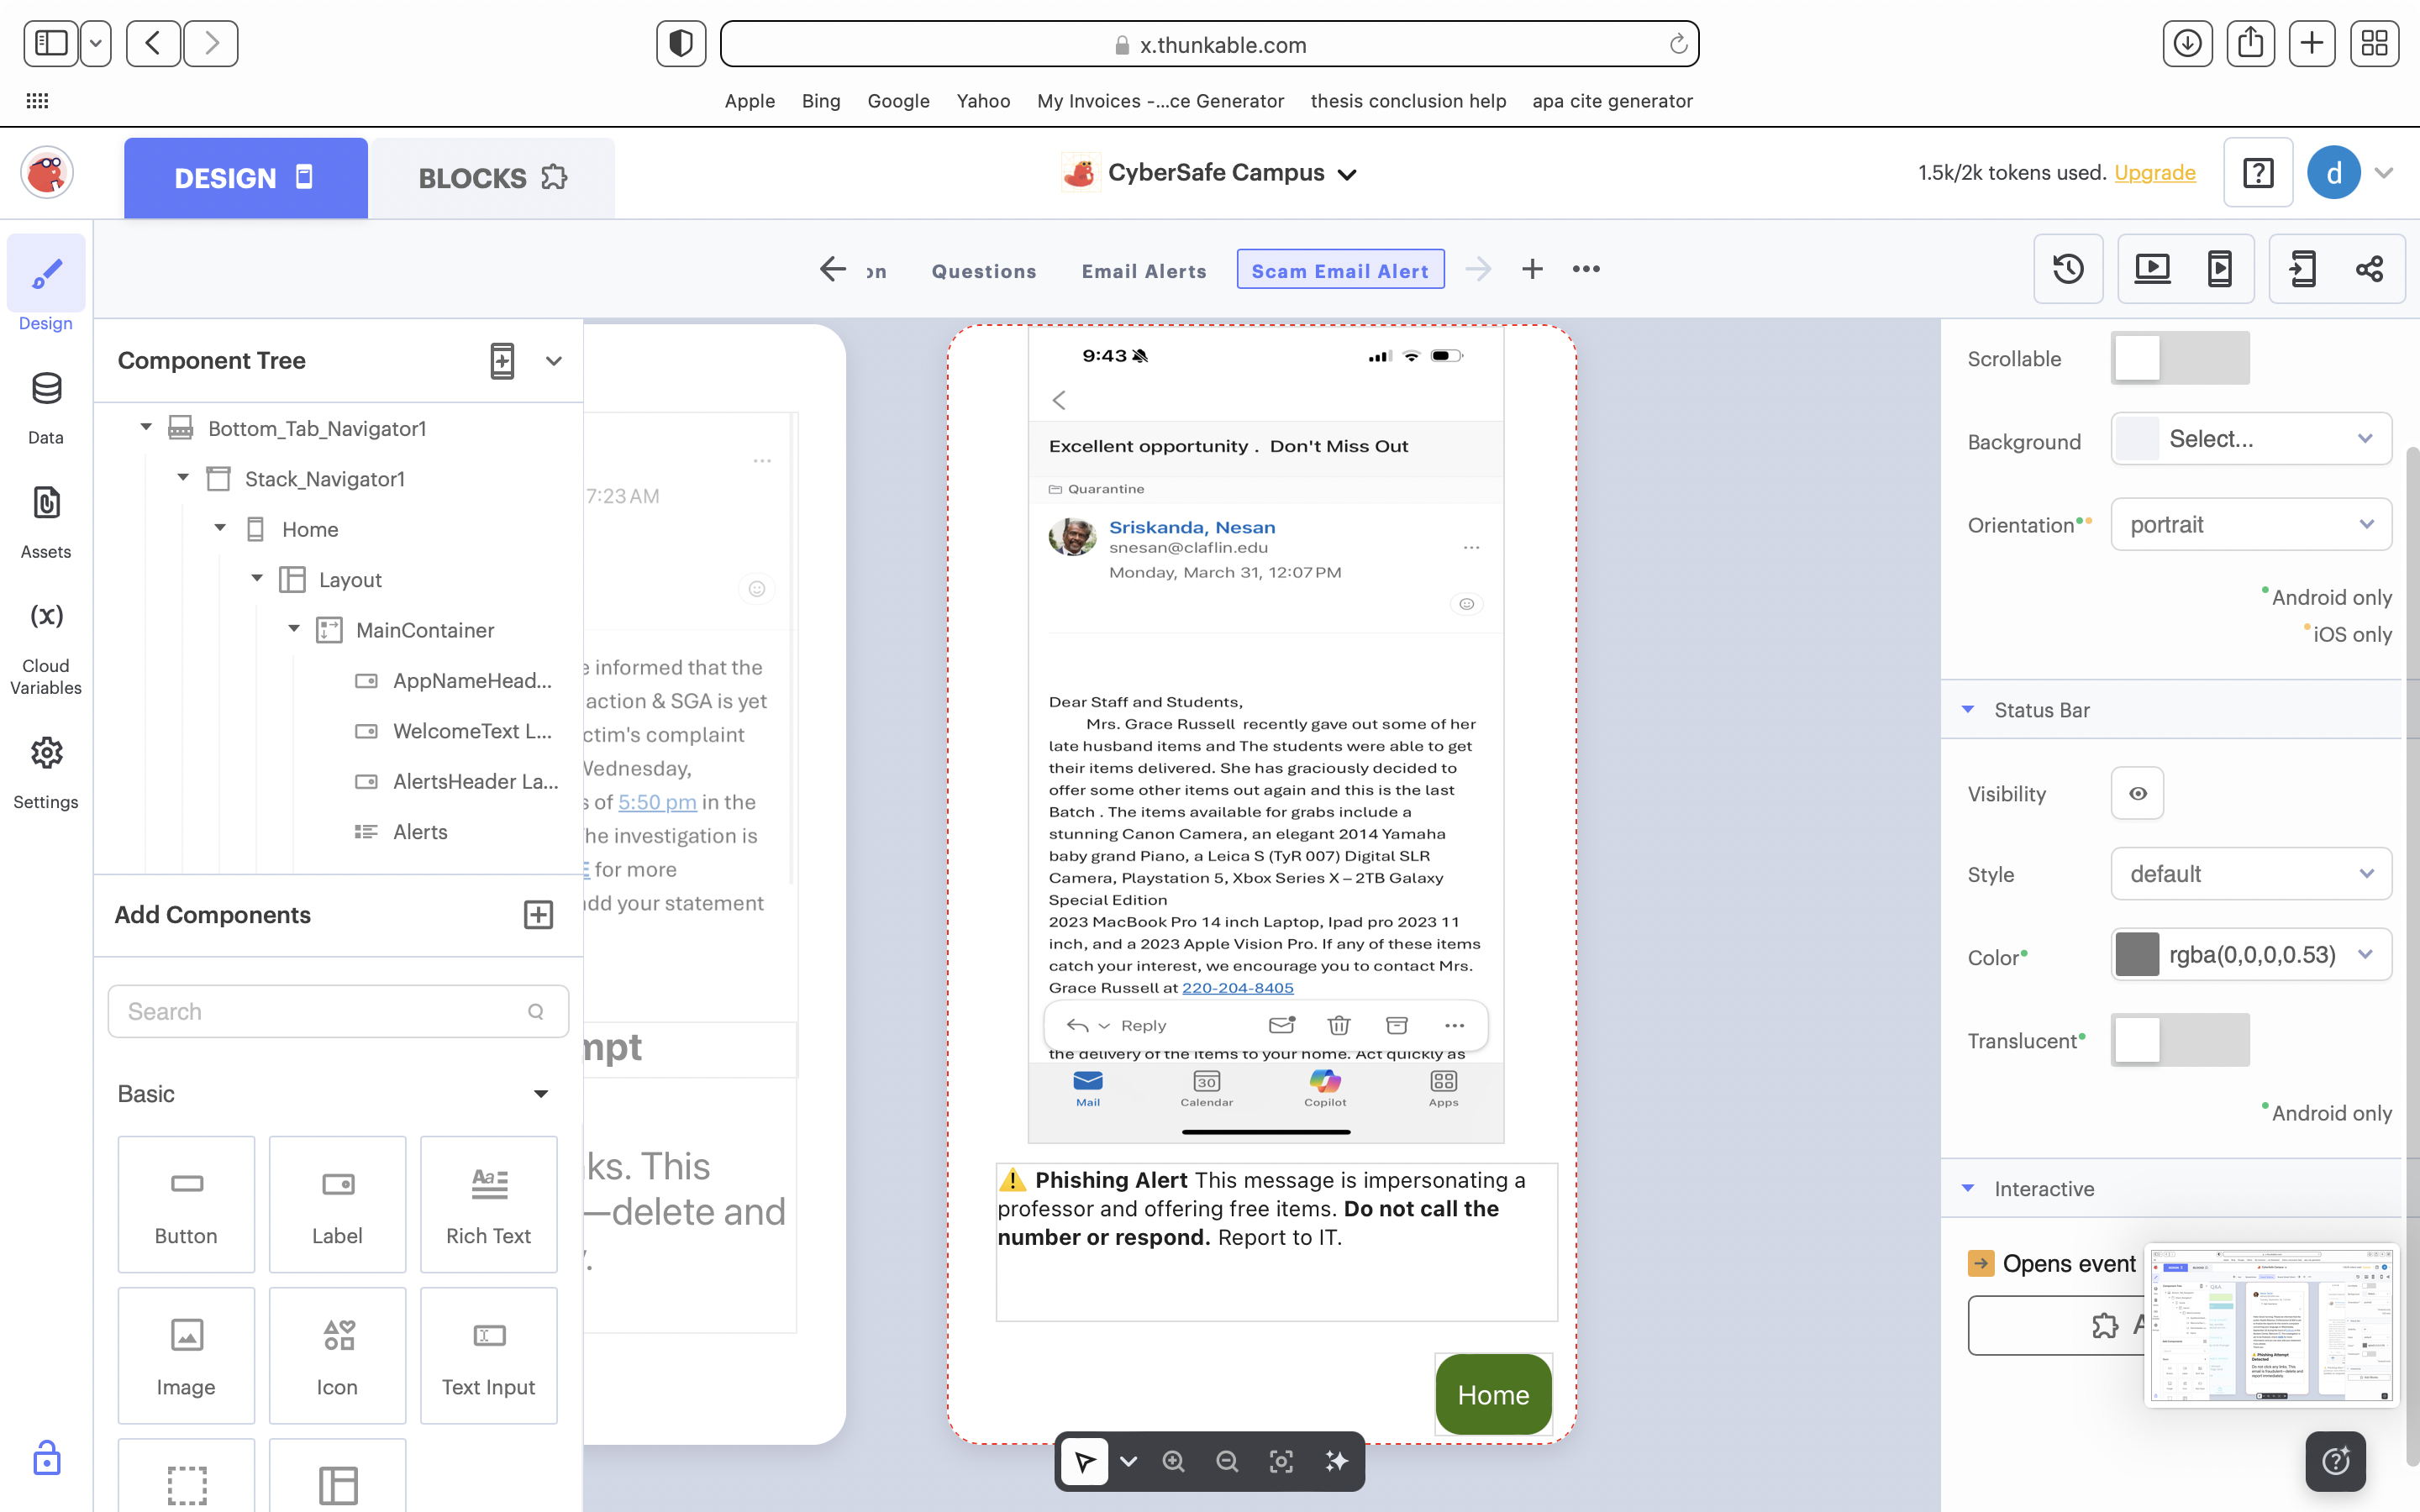 x.thunkable.com
Apple
Bing
Google
Yahoo
My Invoices -...ce Generator
thesis conclusion help
apa cite generator
DESIGN
BLOCKS
CyberSafe Campus
1.5k/2k tokens used. Upgrade
d
on
Questions
Email Alerts
Scam Email Alert
Design
Data
Assets
(x)
Cloud
Variables
Settings
Component Tree
Bottom_Tab_Navigator1
Stack_Navigator1
Home
Layout
MainContainer
AppNameHead...
WelcomeText L...
AlertsHeader La...
Alerts
Add Components
Search
Basic
Button
Label
Rich Text
Image
Icon
Text Input
7:23 AM
e informed that the
action & SGA is yet
ctim's complaint
Wednesday,
s of 5:50 pm in the
he investigation is
E for more
add your statement
mpt
ks. This
—delete and
9:43
Excellent opportunity .  Don't Miss Out
Quarantine
Sriskanda, Nesan
snesan@claflin.edu
Monday, March 31, 12:07 PM
Dear Staff and Students,
Mrs. Grace Russell  recently gave out some of her
late husband items and The students were able to get
their items delivered. She has graciously decided to
offer some other items out again and this is the last
Batch . The items available for grabs include a
stunning Canon Camera, an elegant 2014 Yamaha
baby grand Piano, a Leica S (TyR 007) Digital SLR
Camera, Playstation 5, Xbox Series X – 2TB Galaxy
Special Edition
2023 MacBook Pro 14 inch Laptop, Ipad pro 2023 11
inch, and a 2023 Apple Vision Pro. If any of these items
catch your interest, we encourage you to contact Mrs.
Grace Russell at 220-204-8405
Reply
the delivery of the items to your home. Act quickly as
30
Mail
Calendar
Copilot
Apps
⚠️ Phishing Alert This message is impersonating a
professor and offering free items. Do not call the
number or respond. Report to IT.
Home
Scrollable
Background
Select...
Orientation
portrait
Android only
iOS only
Status Bar
Visibility
Style
default
Color
rgba(0,0,0,0.53)
Translucent
Android only
Interactive
Opens event